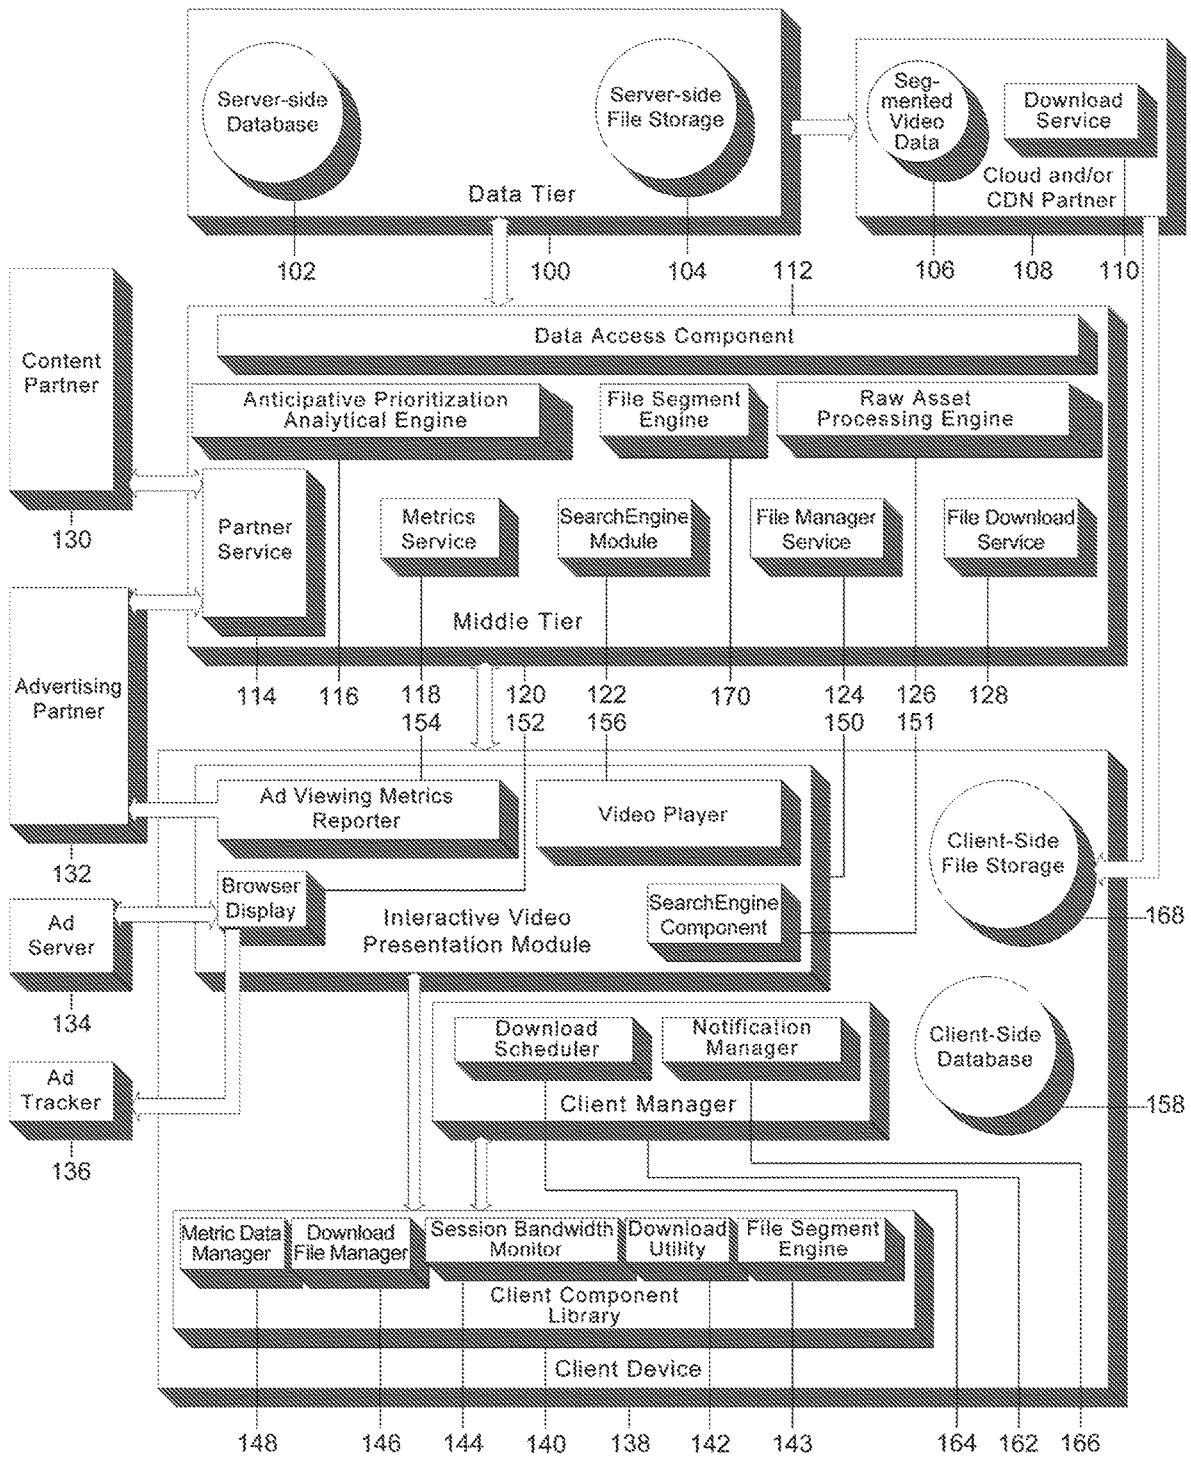 Server-side
Database
Server-side
File Storage
Data Tier
Seg-
mented
Video
Data
Download
Service
Cloud and/or
CDN Partner
102
100
104
112
106
108
110
Data Access Component
Content
Partner
130
Anticipative Prioritization
Analytical Engine
File Segment
Engine
Raw Asset
Processing Engine
Partner
Service
Metrics
Service
SearchEngine
Module
File Manager
Service
File Download
Service
Middle Tier
114
116
118
120
122
170
124
126
128
154
152
156
150
151
Advertising
Partner
132
Ad Viewing Metrics
Reporter
Video Player
Browser
Display
SearchEngine
Component
Interactive Video
Presentation Module
Client-Side
File Storage
168
Ad
Server
134
Ad
Tracker
136
Download
Scheduler
Notification
Manager
Client Manager
Client-Side
Database
158
Metric Data
Manager
Download
File Manager
Session Bandwidth
Monitor
Download
Utility
File Segment
Engine
Client Component
Library
Client Device
148
146
144
140
138
142
143
164
162
166